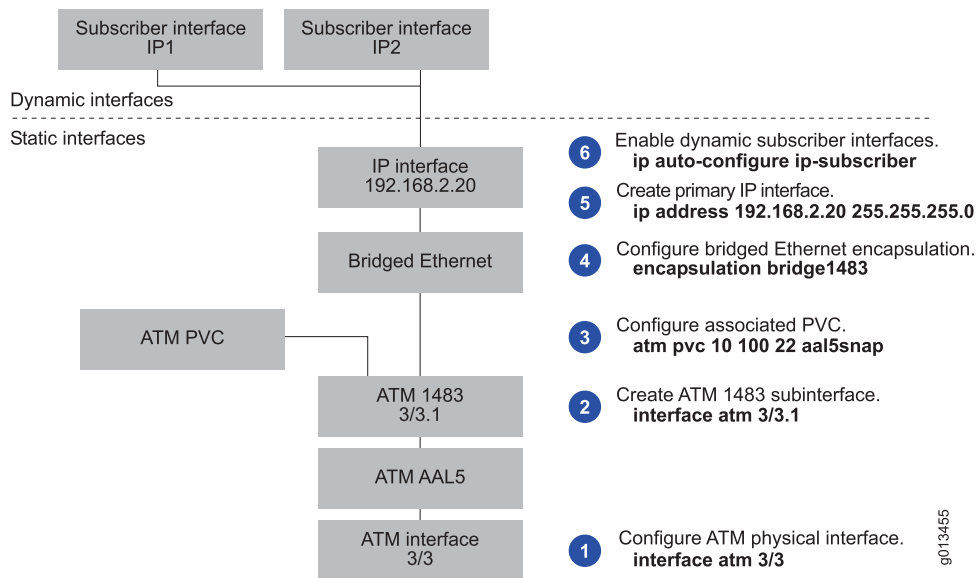 Subscriber interface
IP1
Subscriber interface
IP2
Dynamic interfaces
Static interfaces
IP interface
192.168.2.20
6
Enable dynamic subscriber interfaces.
ip auto-configure ip-subscriber
5
Create primary IP interface.
ip address 192.168.2.20 255.255.255.0
Bridged Ethernet
4
Configure bridged Ethernet encapsulation.
encapsulation bridge1483
ATM PVC
3
Configure associated PVC.
atm pvc 10 100 22 aal5snap
ATM 1483
3/3.1
2
Create ATM 1483 subinterface.
interface atm 3/3.1
ATM AAL5
ATM interface
3/3
1
Configure ATM physical interface.
interface atm 3/3
g013455